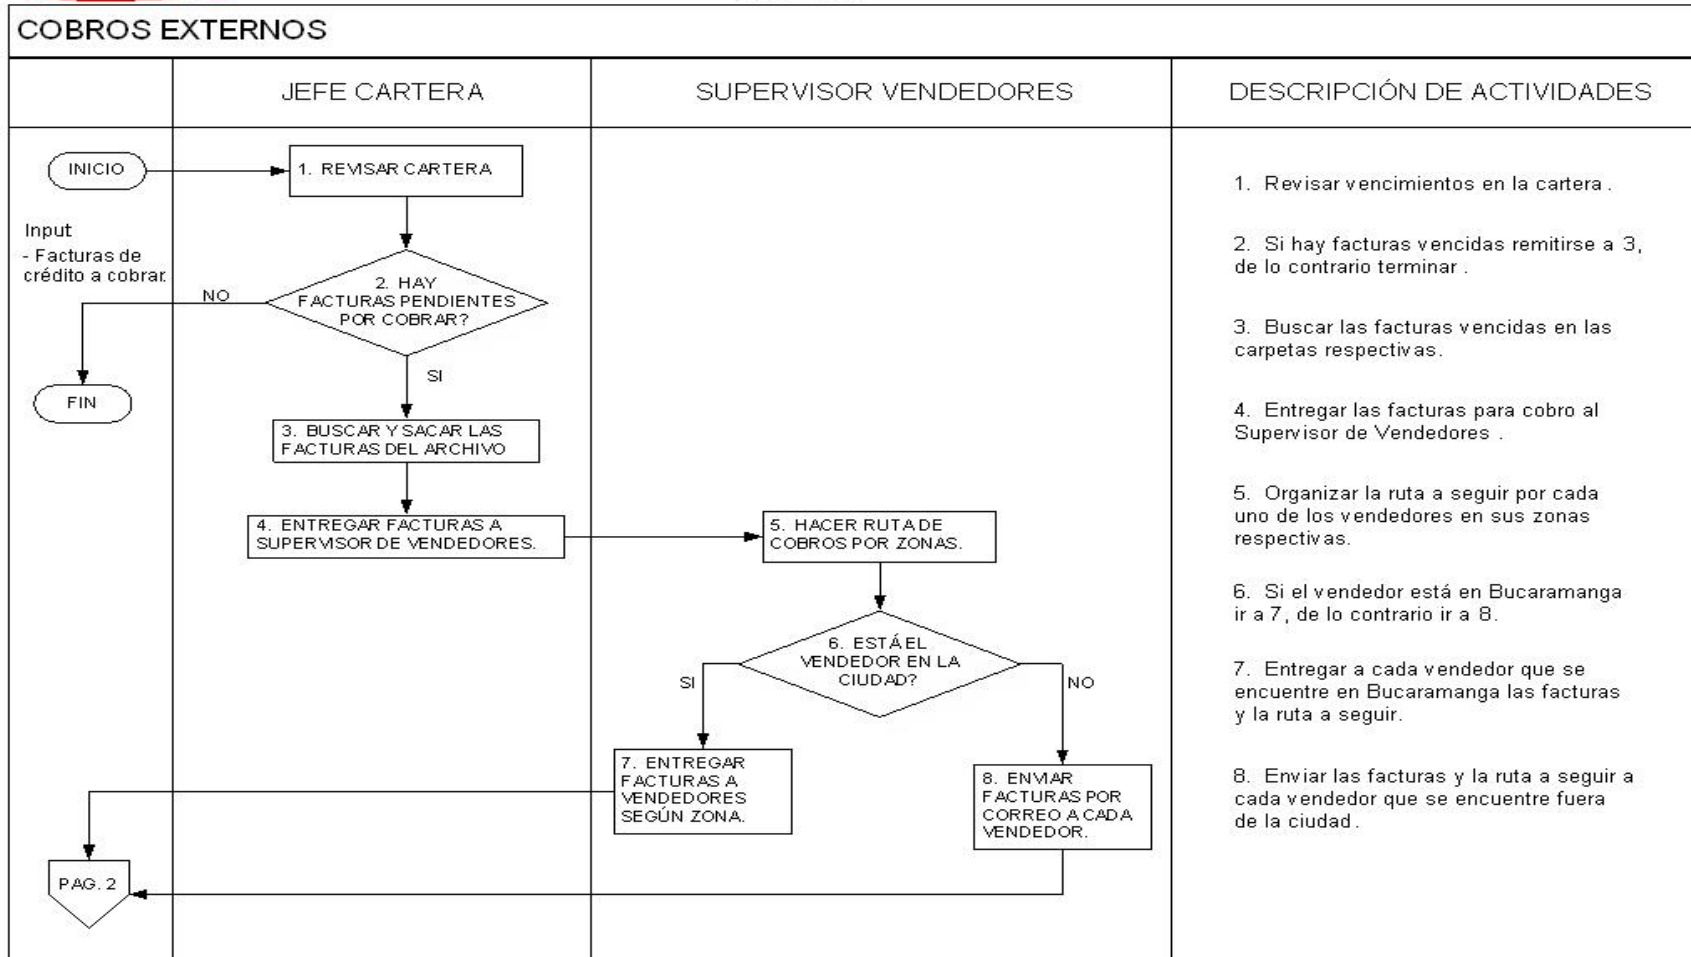 COBROS EXTERNOS
JEFE CARTERA
SUPERVISOR VENDEDORES
DESCRIPCIÓN DE ACTIVIDADES
INICIO
1. REVISAR CARTERA
Input
- Facturas de
crédito a cobrar.
2. HAY
FACTURAS PENDIENTES
POR COBRAR?
NO
SI
FIN
3. BUSCAR Y SACAR LAS
FACTURAS DEL ARCHIVO
4. ENTREGAR FACTURAS A
SUPERVISOR DE VENDEDORES.
5. HACER RUTA DE
COBROS POR ZONAS.
6. ESTÁ EL
VENDEDOR EN LA
CIUDAD?
SI
NO
7. ENTREGAR
FACTURAS A
VENDEDORES
SEGÚN ZONA.
8. ENVIAR
FACTURAS POR
CORREO A CADA
VENDEDOR.
PAG. 2
1. Revisar vencimientos en la cartera .
2. Si hay facturas vencidas remitirse a 3,
de lo contrario terminar .
3. Buscar las facturas vencidas en las
carpetas respectivas.
4. Entregar las facturas para cobro al
Supervisor de Vendedores .
5. Organizar la ruta a seguir por cada
uno de los vendedores en sus zonas
respectivas.
6. Si el vendedor está en Bucaramanga
ir a 7, de lo contrario ir a 8.
7. Entregar a cada vendedor que se
encuentre en Bucaramanga las facturas
y la ruta a seguir.
8. Enviar las facturas y la ruta a seguir a
cada vendedor que se encuentre fuera
de la ciudad .